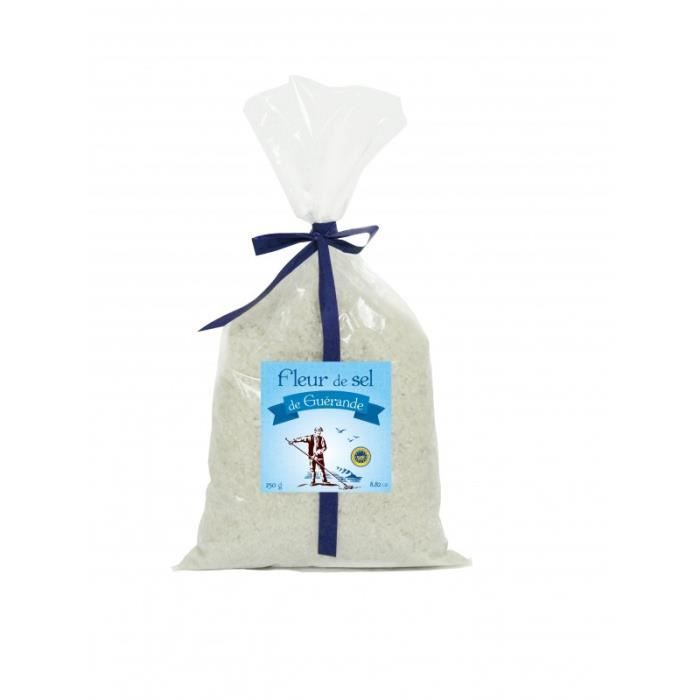 Fleur de sel
de Guérande
250 g
8.82 oz